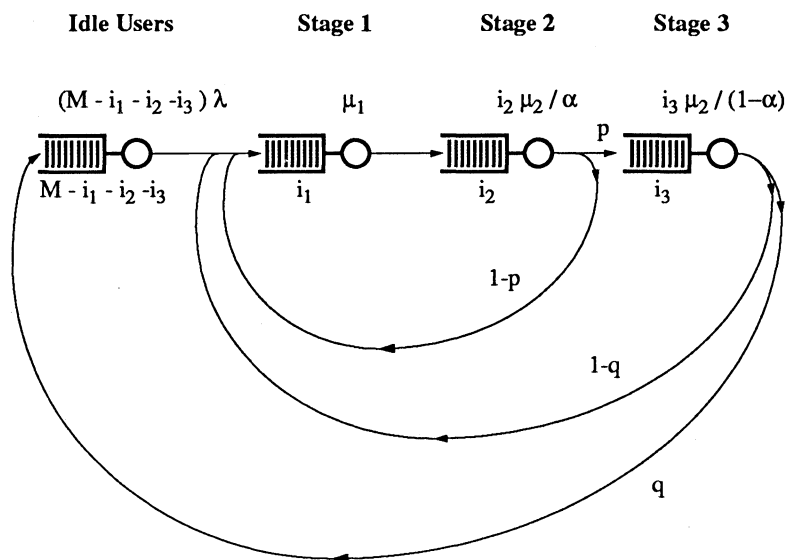 Idle Users Stage 1 Stage 2 Stage 3
(M - i₁ - i₂ -i₃ ) λ μ₁ i₂ μ₂ / α i₃ μ₂ / (1−α)
p
M - i₁ - i₂ -i₃ i₁ i₂ i₃
1-p
1-q
q